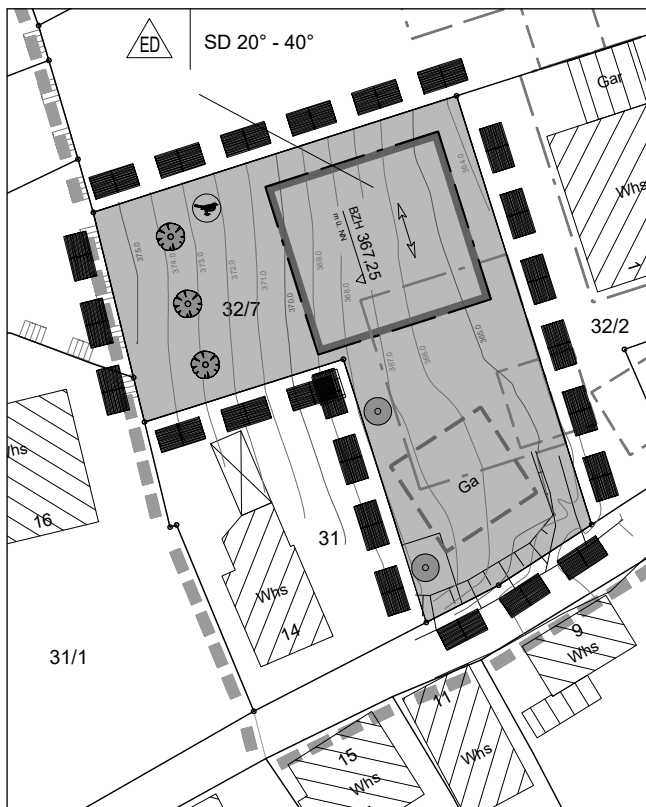 ED
SD 20° - 40°
Gar
Whs
364.0
BZH 367,25
m ü. NN
375.0
374.0
373.0
372.0
371.0
370.0
369.0
368.0
367.0
366.0
365.0
32/7
32/2
Whs
16
Ga
31
Whs
14
31/1
9
Whs
11
Whs
15
Whs